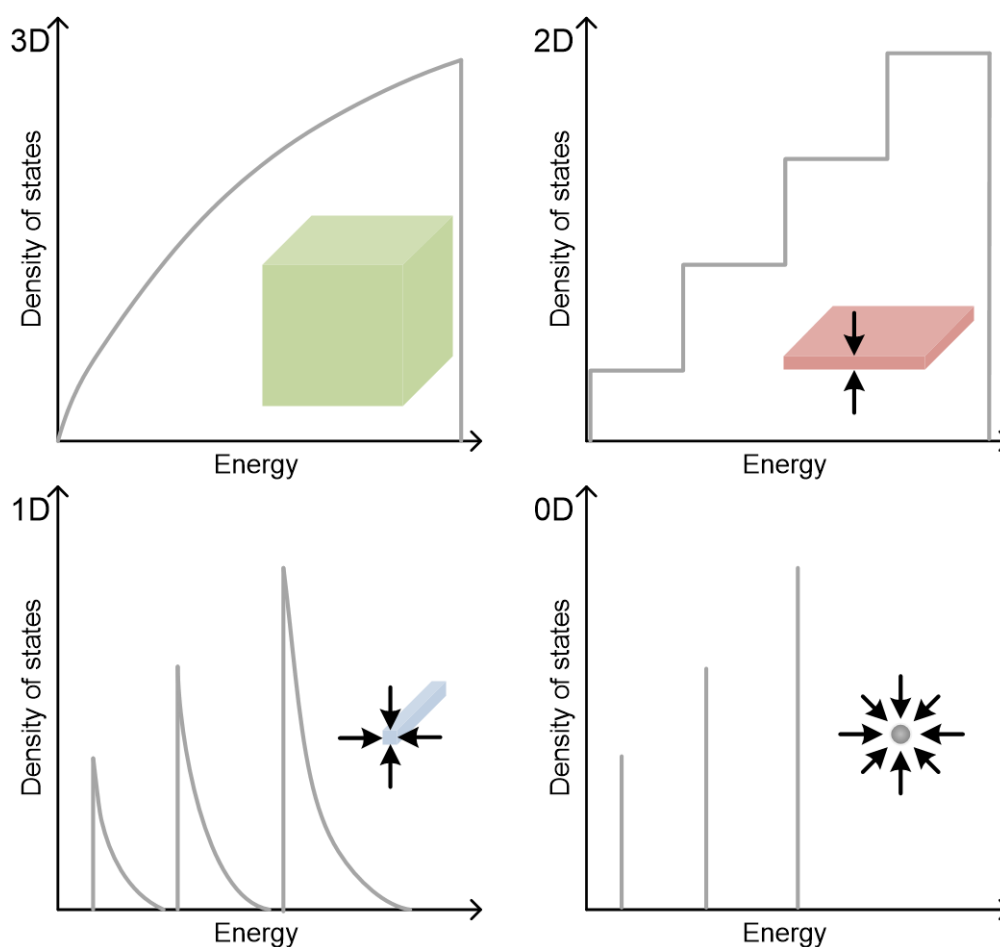 3D
Density of states
Energy
2D
Density of states
Energy
1D
Density of states
Energy
0D
Density of states
Energy